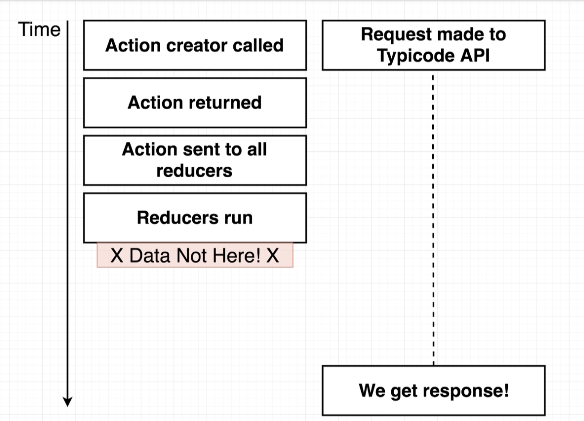 Time
Action creator called
Request made to
Typicode API
Action returned
Action sent to all
reducers
Reducers run
X Data Not Here! X
We get response!